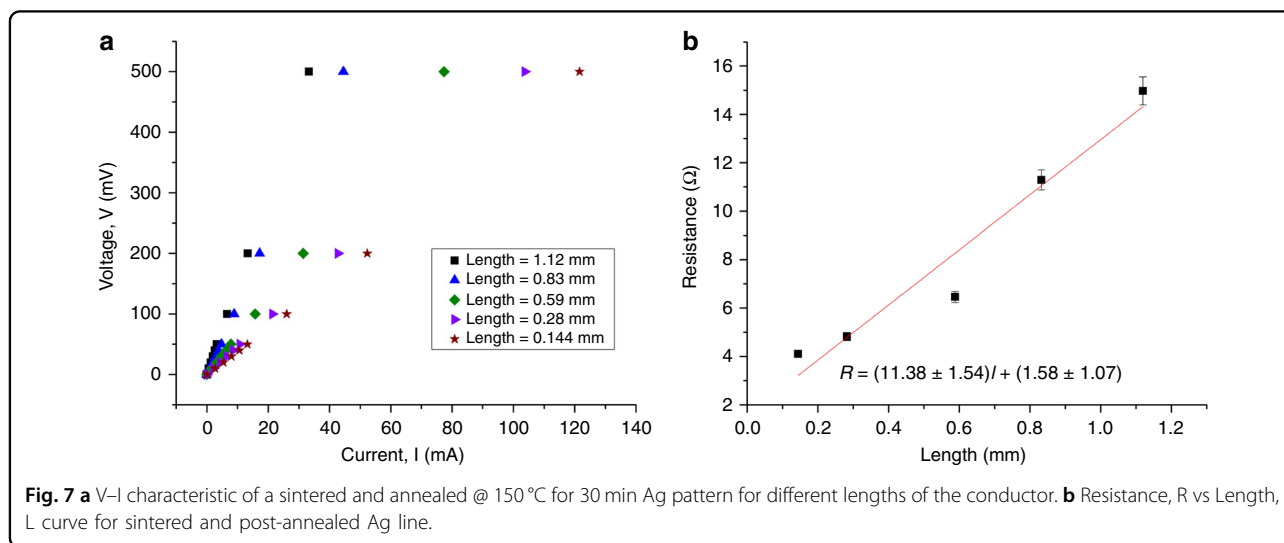 a
500
400
300
200
100
0
Voltage, V (mV)
Length = 1.12 mm
Length = 0.83 mm
Length = 0.59 mm
Length = 0.28 mm
Length = 0.144 mm
0 20 40 60 80 100 120 140
Current, I (mA)
b
16
14
12
10
8
6
4
2
Resistance (Ω)
R = (11.38 ± 1.54)l + (1.58 ± 1.07)
0.0 0.2 0.4 0.6 0.8 1.0 1.2
Length (mm)
Fig. 7 a V–I characteristic of a sintered and annealed @ 150 °C for 30 min Ag pattern for different lengths of the conductor. b Resistance, R vs Length,
L curve for sintered and post-annealed Ag line.